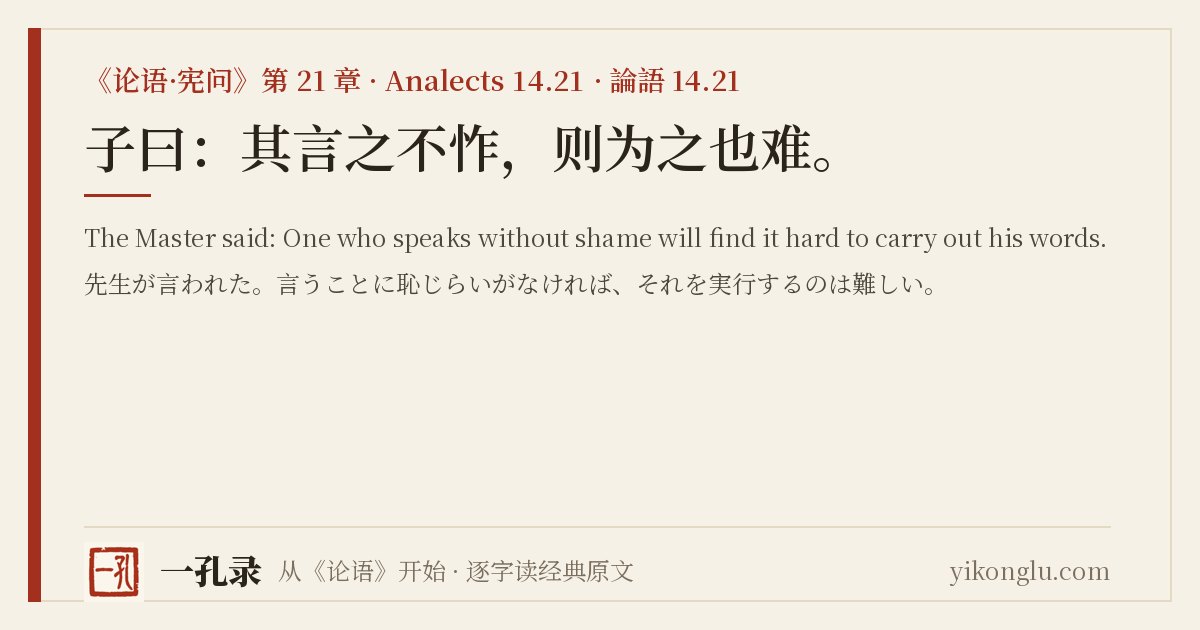 《论语·宪问》第 21 章 · Analects 14.21 · 論語 14.21
子曰：其言之不怍，则为之也难。
The Master said: One who speaks without shame will find it hard to carry out his words.
先生が言われた。言うことに恥じらいがなければ、それを実行するのは難しい。
一孔
一孔录 从《论语》开始 · 逐字读经典原文 yikonglu.com